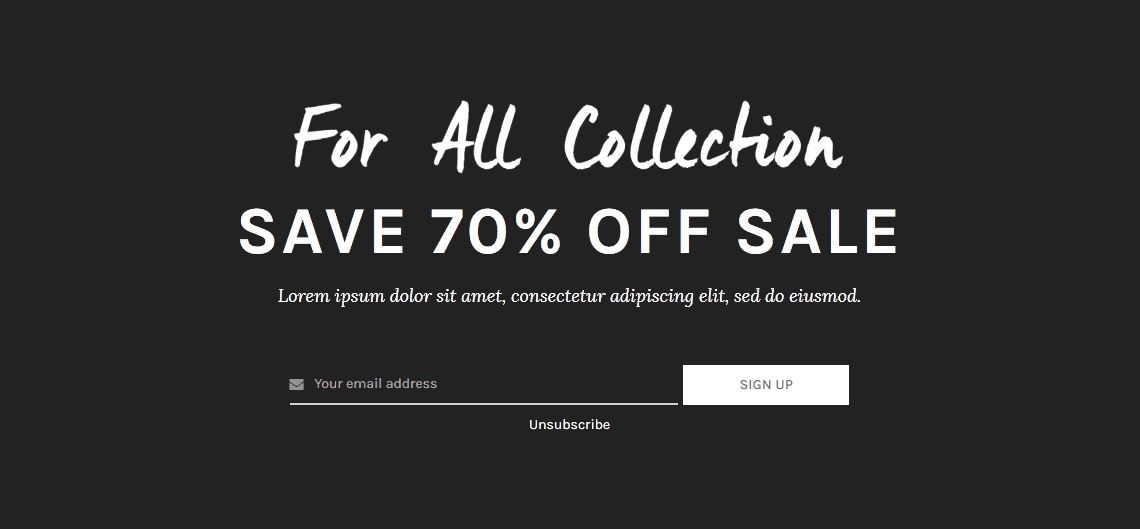 For All Collection
SAVE 70% OFF SALE
Lorem ipsum dolor sit amet, consectetur adipiscing elit, sed do eiusmod.
Your email address
SIGN UP
Unsubscribe